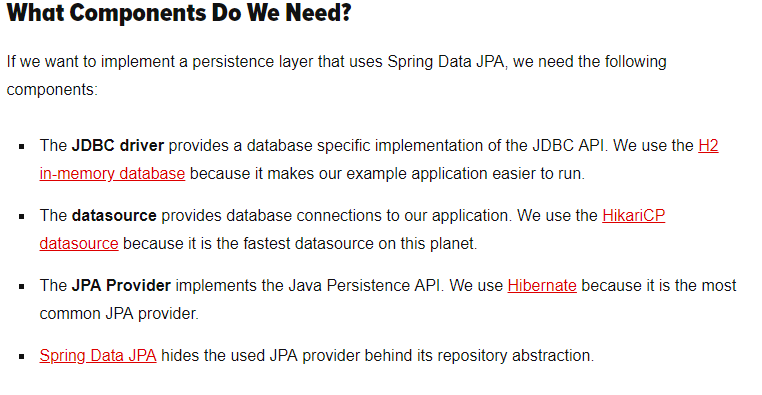 What Components Do We Need?
If we want to implement a persistence layer that uses Spring Data JPA, we need the following
components:
▪ The JDBC driver provides a database specific implementation of the JDBC API. We use the H2
in-memory database because it makes our example application easier to run.
▪ The datasource provides database connections to our application. We use the HikariCP
datasource because it is the fastest datasource on this planet.
▪ The JPA Provider implements the Java Persistence API. We use Hibernate because it is the most
common JPA provider.
▪ Spring Data JPA hides the used JPA provider behind its repository abstraction.